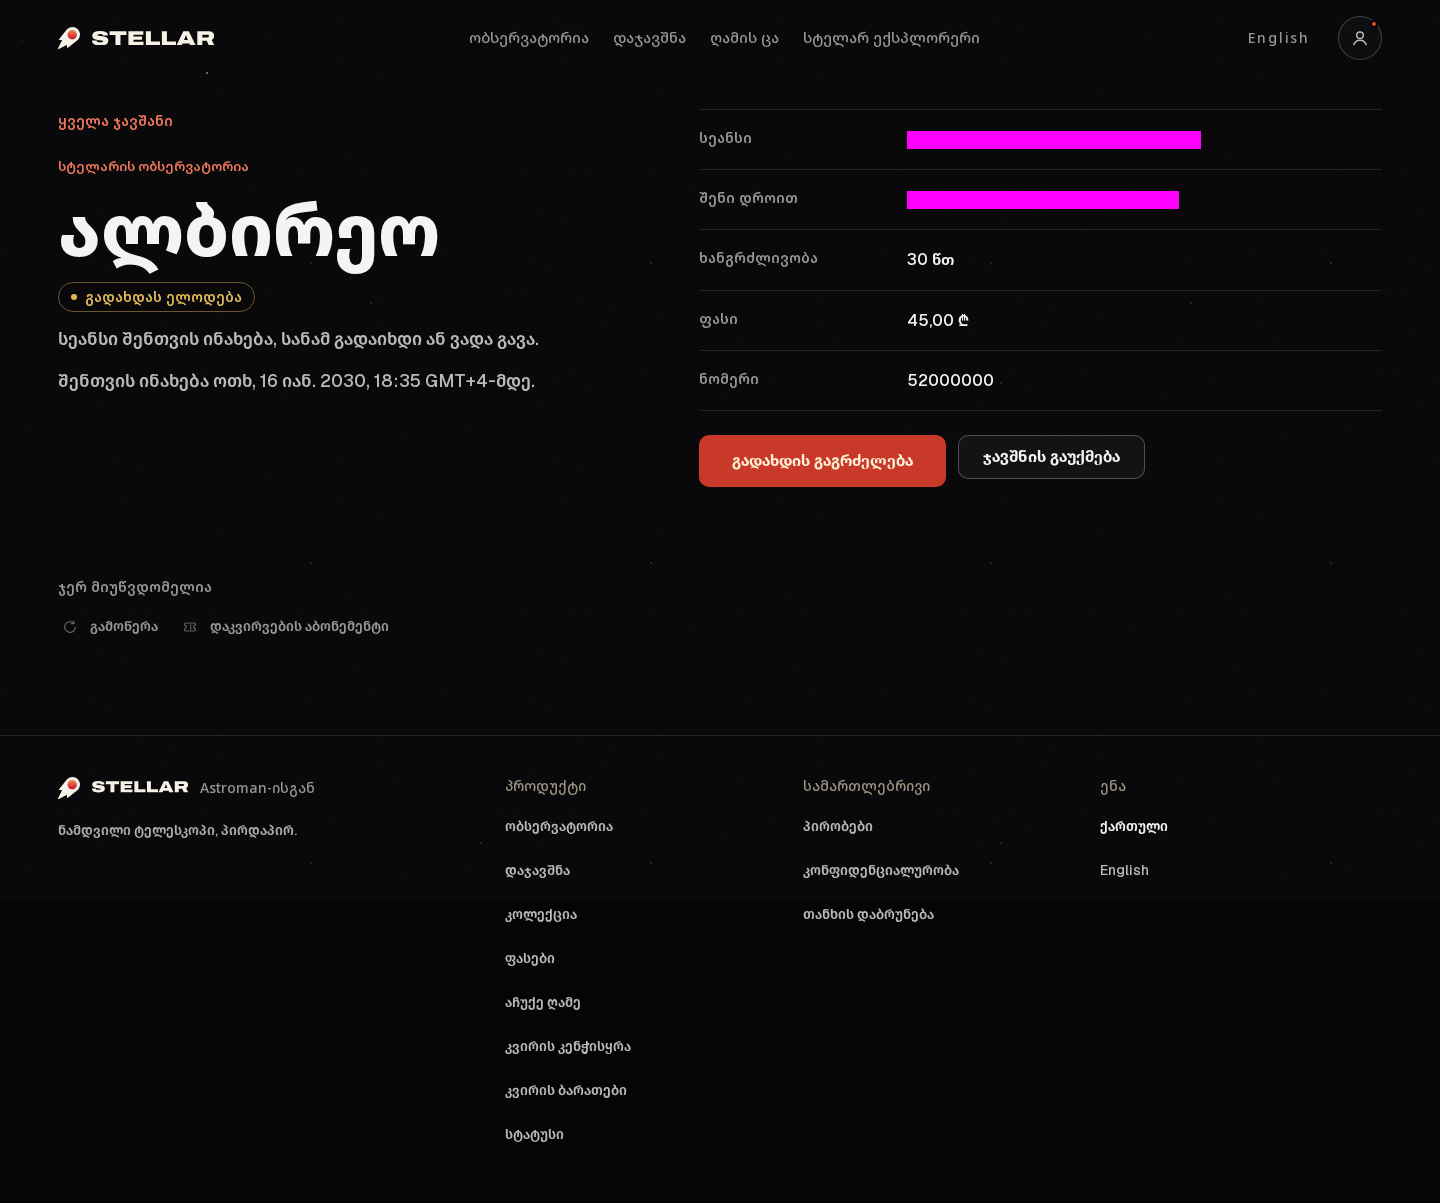 STELLAR
ობსერვატორია დაჯავშნა ღამის ცა სტელარ ექსპლორერი
English
ყველა ჯავშანი
სტელარის ობსერვატორია
ალბირეო
გადახდას ელოდება
სეანსი შენთვის ინახება, სანამ გადაიხდი ან ვადა გავა.
შენთვის ინახება ოთხ, 16 იან. 2030, 18:35 GMT+4-მდე.
სეანსი
შენი დროით
ხანგრძლივობა 30 წთ
ფასი 45,00 ₾
ნომერი 52000000
გადახდის გაგრძელება ჯავშნის გაუქმება
ჯერ მიუწვდომელია
გამოწერა დაკვირვების აბონემენტი
STELLAR Astroman-ისგან
ნამდვილი ტელესკოპი, პირდაპირ.
პროდუქტი
ობსერვატორია
დაჯავშნა
კოლექცია
ფასები
აჩუქე ღამე
კვირის კენჭისყრა
კვირის ბარათები
სტატუსი
სამართლებრივი
პირობები
კონფიდენციალურობა
თანხის დაბრუნება
ენა
ქართული
English